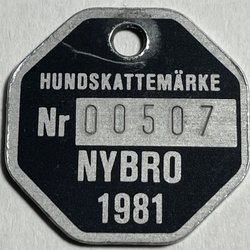 HUNDSKATTEMÄRKE
Nr 00507
NYBRO
1981